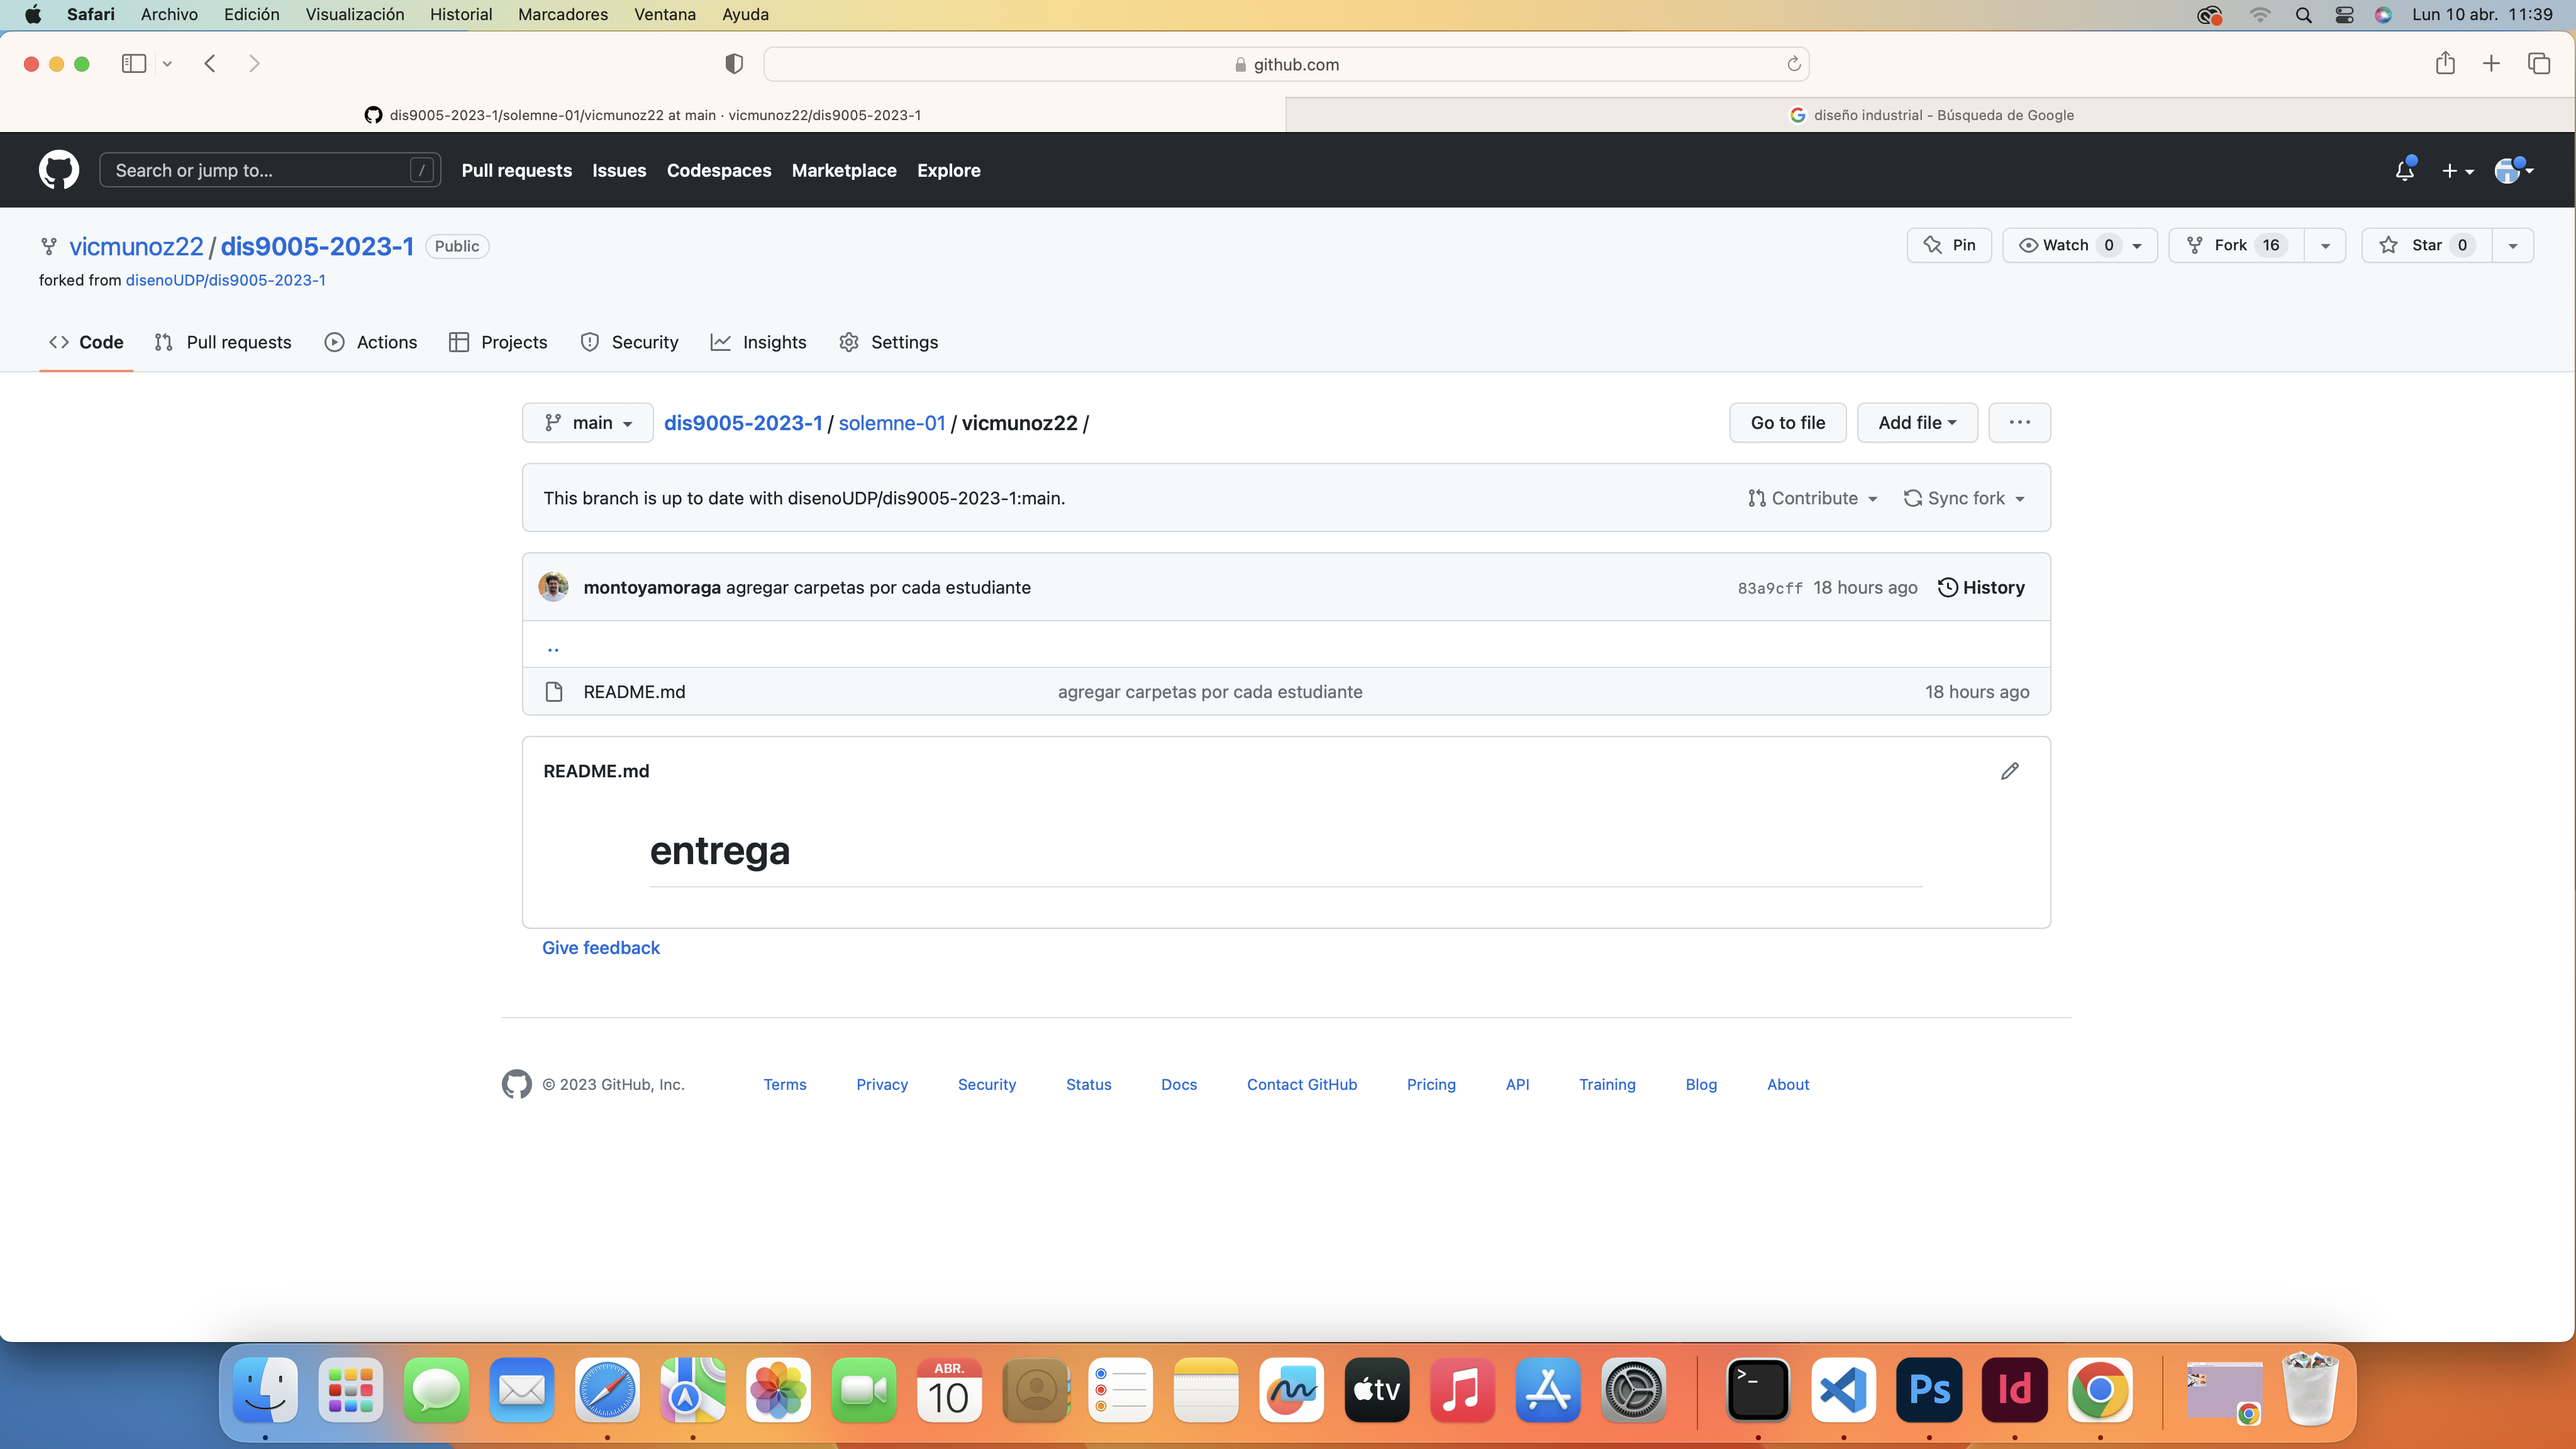 Safari Archivo Edición Visualización Historial Marcadores Ventana Ayuda Lun 10 abr. 11:39
github.com
dis9005-2023-1/solemne-01/vicmunoz22 at main · vicmunoz22/dis9005-2023-1
diseño industrial - Búsqueda de Google
Search or jump to... / Pull requests Issues Codespaces Marketplace Explore
vicmunoz22 / dis9005-2023-1 Public
Pin Watch 0 Fork 16 Star 0
forked from disenoUDP/dis9005-2023-1
Code Pull requests Actions Projects Security Insights Settings
main dis9005-2023-1 / solemne-01 / vicmunoz22 / Go to file Add file ···
This branch is up to date with disenoUDP/dis9005-2023-1:main. Contribute Sync fork
montoyamoraga agregar carpetas por cada estudiante 83a9cff 18 hours ago History
..
README.md agregar carpetas por cada estudiante 18 hours ago
README.md
entrega
Give feedback
© 2023 GitHub, Inc. Terms Privacy Security Status Docs Contact GitHub Pricing API Training Blog About
ABR.
10
tv
>_
Ps
Id